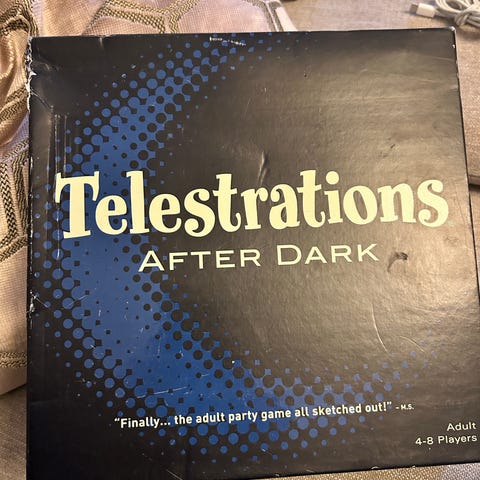 Telestrations
AFTER DARK
"Finally... the adult party game all sketched out!" - M.S.
Adult
4-8 Players